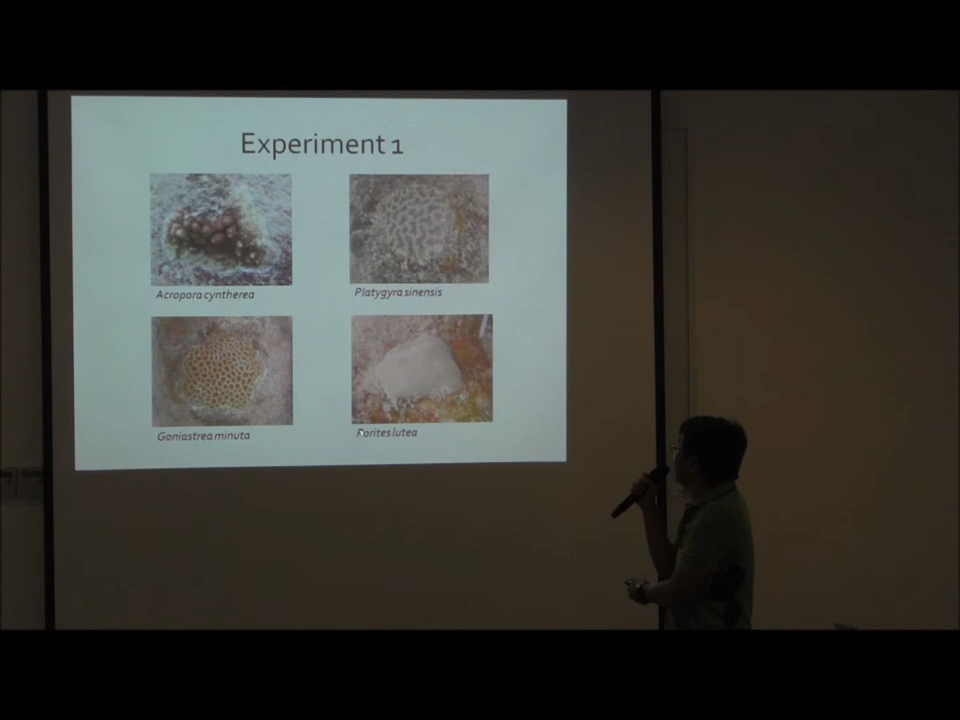 Experiment 1
Acropora cyntherea
Platygyra sinensis
Goniastrea minuta
Porites lutea